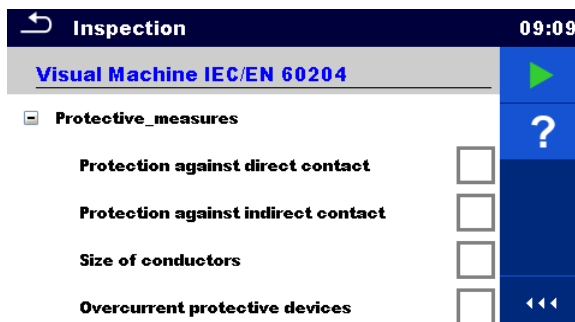 Inspection 09:09
Visual Machine IEC/EN 60204
Protective_measures
?
Protection against direct contact
Protection against indirect contact
Size of conductors
Overcurrent protective devices